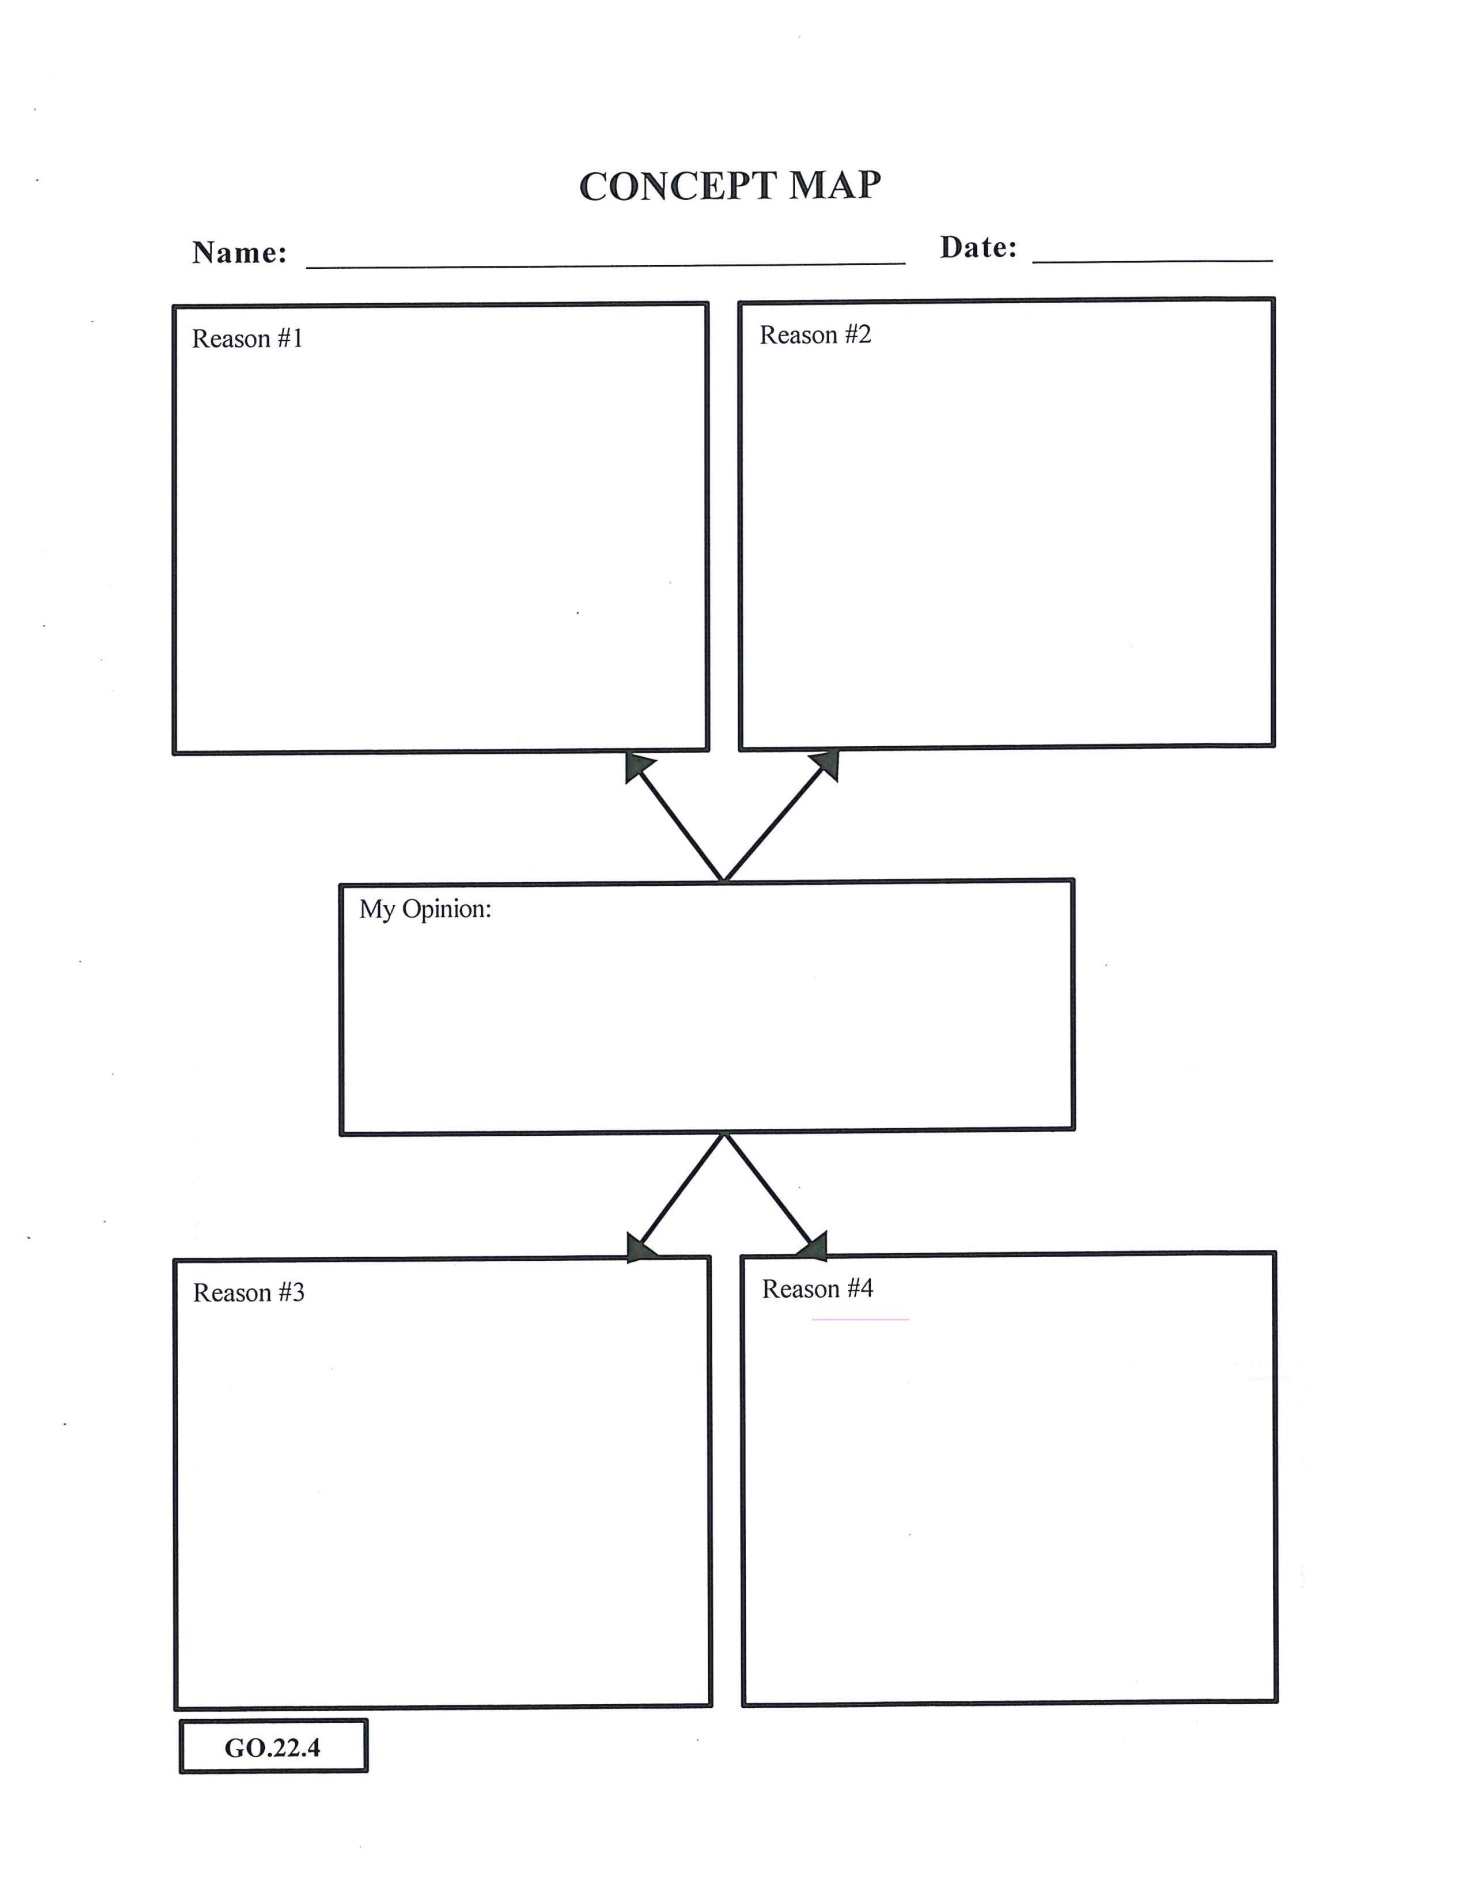 CONCEPT MAP
Name: Date:
Reason #1
Reason #2
My Opinion:
Reason #3
Reason #4
GO.22.4